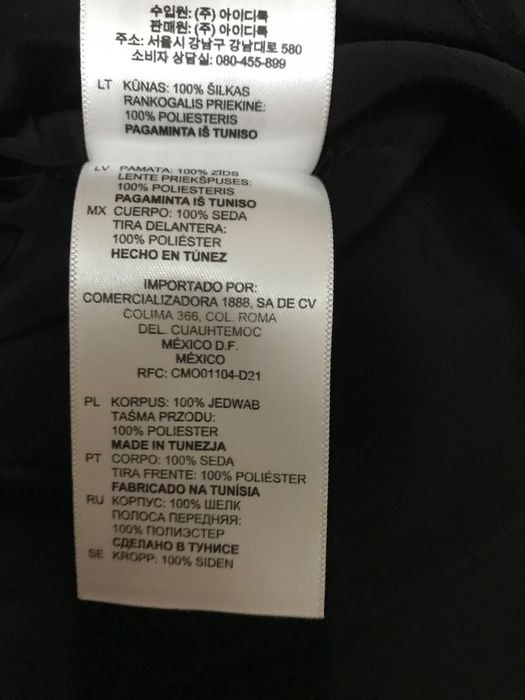 수입원: (주) 아이디룩
판매원: (주) 아이디룩
주소: 서울시 강남구 강남대로 580
소비자 상담실: 080-455-899
LT KŪNAS: 100% ŠILKAS
RANKOGALIS PRIEKINĖ:
100% POLIESTERIS
PAGAMINTA IŠ TUNISO
LV PAMATA: 100% ZĪDS
LENTE PRIEKŠPUSES:
100% POLIESTERIS
PAGAMINTA IŠ TUNISO
MX CUERPO: 100% SEDA
TIRA DELANTERA:
100% POLIÉSTER
HECHO EN TÚNEZ
IMPORTADO POR:
COMERCIALIZADORA 1888, SA DE CV
COLIMA 366, COL. ROMA
DEL. CUAUHTEMOC
MÉXICO D.F.
MÉXICO
RFC: CMO01104-D21
PL KORPUS: 100% JEDWAB
TAŚMA PRZODU:
100% POLIESTER
MADE IN TUNEZJA
PT CORPO: 100% SEDA
TIRA FRENTE: 100% POLIÉSTER
FABRICADO NA TUNÍSIA
RU КОРПУС: 100% ШЕЛК
ПОЛОСА ПЕРЕДНЯЯ:
100% ПОЛИЭСТЕР
СДЕЛАНО В ТУНИСЕ
SE KROPP: 100% SIDEN